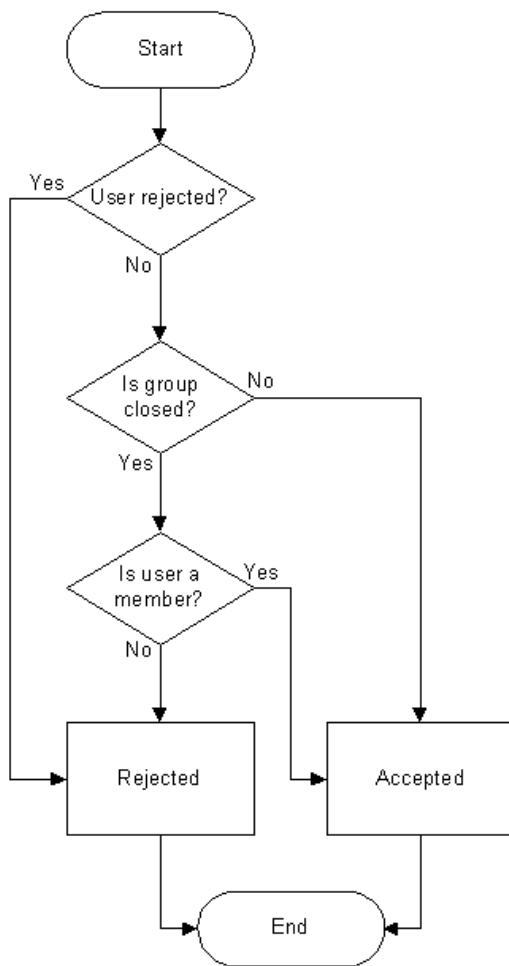 Start
Yes
User rejected?
No
Is group
closed?
No
Yes
Is user a
member?
Yes
No
Rejected
Accepted
End